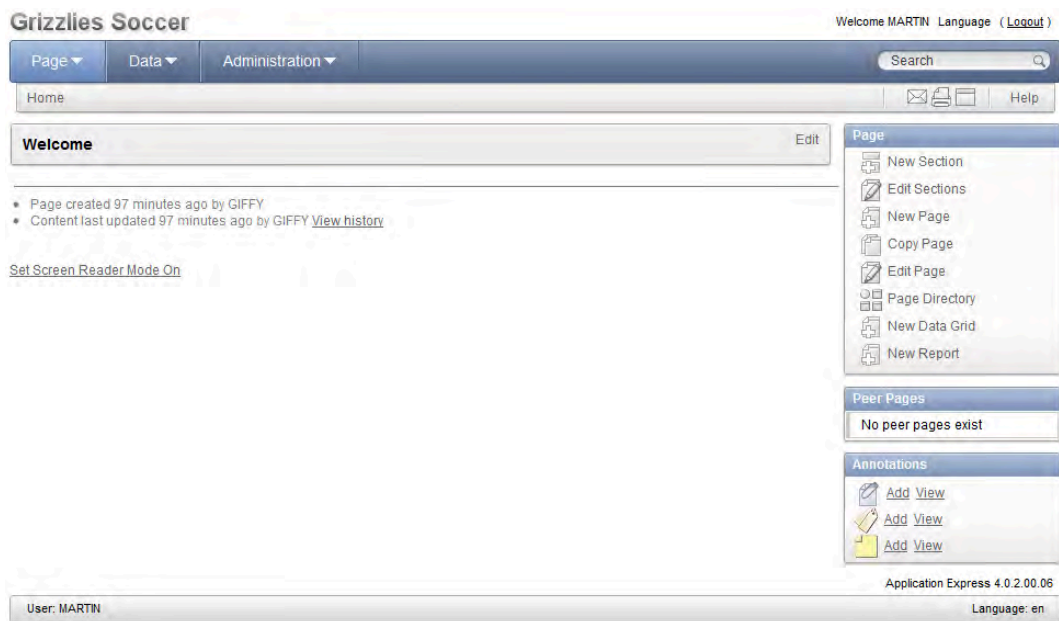 Grizzlies Soccer
Welcome MARTIN Language ( Logout )
Page Data Administration
Search
Home
Help
Welcome
Edit
Page created 97 minutes ago by GIFFY
Content last updated 97 minutes ago by GIFFY View history
Set Screen Reader Mode On
Page
New Section
Edit Sections
New Page
Copy Page
Edit Page
Page Directory
New Data Grid
New Report
Peer Pages
No peer pages exist
Annotations
Add View
Add View
Add View
Application Express 4.0.2.00.06
User: MARTIN
Language: en